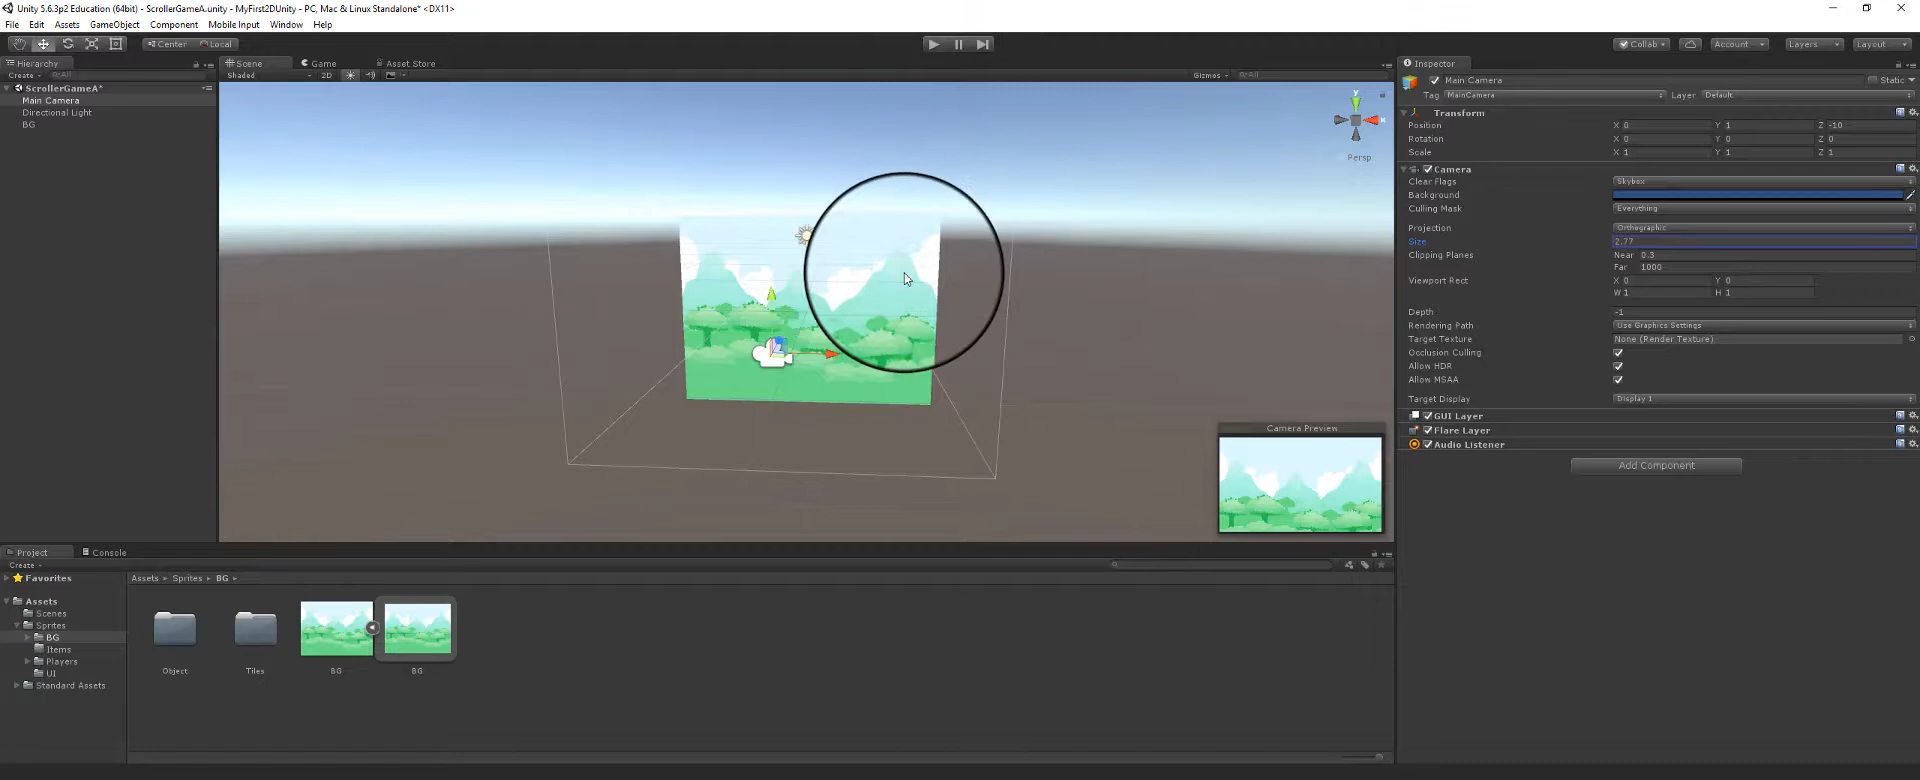 Unity 5.6.3p2 Education (64bit) - ScrollerGameA.unity - MyFirst2DUnity - PC, Mac & Linux Standalone* <DX11>
File Edit Assets GameObject Component Mobile Input Window Help
Center Local Collab Account Layers Layout
Hierarchy
Create All
ScrollerGameA*
Main Camera
Directional Light
BG
Scene Game Asset Store
Shaded 2D Gizmos All
y
x
Persp
Camera Preview
Inspector
Main Camera Static
Tag MainCamera Layer Default
Transform
Position X 0 Y 1 Z -10
Rotation X 0 Y 0 Z 0
Scale X 1 Y 1 Z 1
Camera
Clear Flags Skybox
Background
Culling Mask Everything
Projection Orthographic
Size 2.77
Clipping Planes Near 0.3
Far 1000
Viewport Rect X 0 Y 0
W 1 H 1
Depth -1
Rendering Path Use Graphics Settings
Target Texture None (Render Texture)
Occlusion Culling
Allow HDR
Allow MSAA
Target Display Display 1
GUI Layer
Flare Layer
Audio Listener
Add Component
Project Console
Create
Favorites
Assets
Scenes
Sprites
BG
Items
Players
UI
Standard Assets
Assets Sprites BG
Object Tiles BG BG